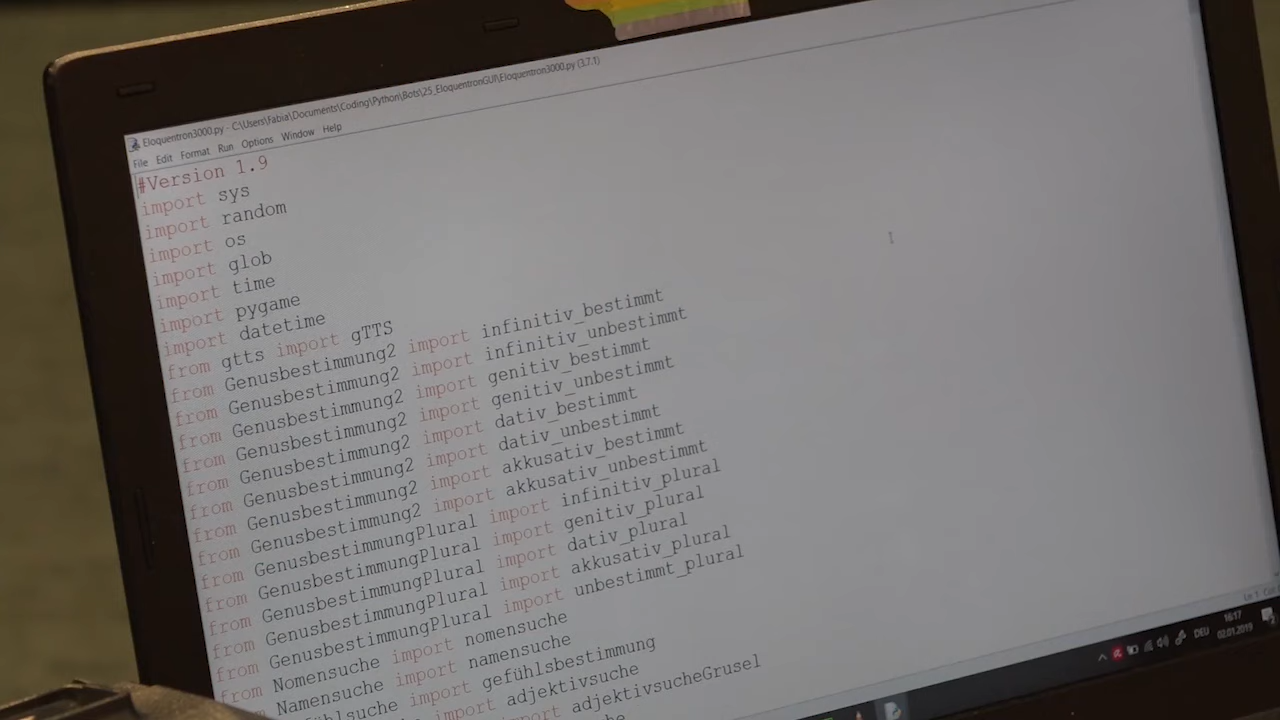 Eloquentron3000.py - C:\Users\Fabia\Documents\Coding\Python\Bots\25_EloquentronGUI\Eloquentron3000.py (3.7.1)
File Edit Format Run Options Window Help
#Version 1.9
import sys
import random
import os
import glob
import time
import pygame
import datetime
from gtts import gTTS
from Genusbestimmung2 import infinitiv_bestimmt
from Genusbestimmung2 import infinitiv_unbestimmt
from Genusbestimmung2 import genitiv_bestimmt
from Genusbestimmung2 import genitiv_unbestimmt
from Genusbestimmung2 import dativ_bestimmt
from Genusbestimmung2 import dativ_unbestimmt
from Genusbestimmung2 import akkusativ_bestimmt
from Genusbestimmung2 import akkusativ_unbestimmt
from GenusbestimmungPlural import infinitiv_plural
from GenusbestimmungPlural import genitiv_plural
from GenusbestimmungPlural import dativ_plural
from GenusbestimmungPlural import akkusativ_plural
from GenusbestimmungPlural import unbestimmt_plural
from Nomensuche import nomensuche
from Namensuche import namensuche
import gefühlsbestimmung
import adjektivsuche
import adjektivsucheGrusel
DEU
16:17
02.01.2019